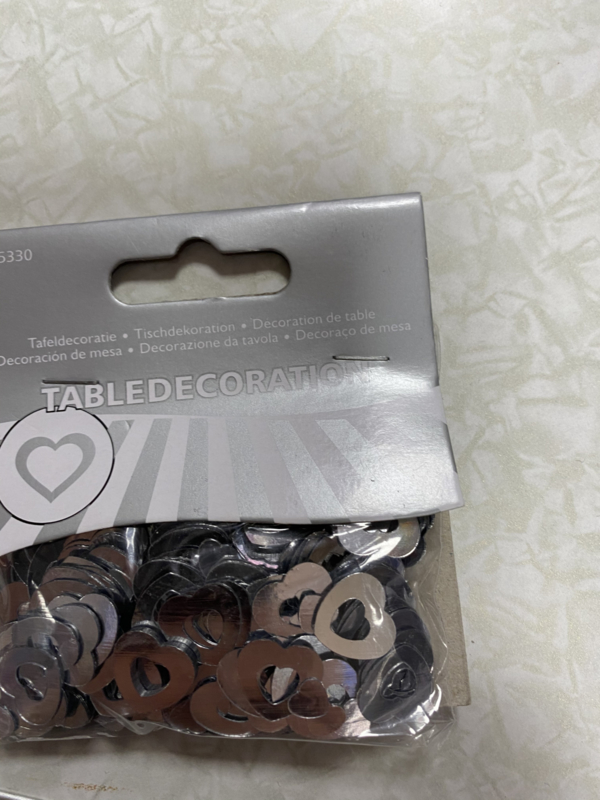 5330
Tafeldecoratie • Tischdekoration • Decoration de table
Decoración de mesa • Decorazione da tavola • Decoraço de mesa
TABLEDECORATION